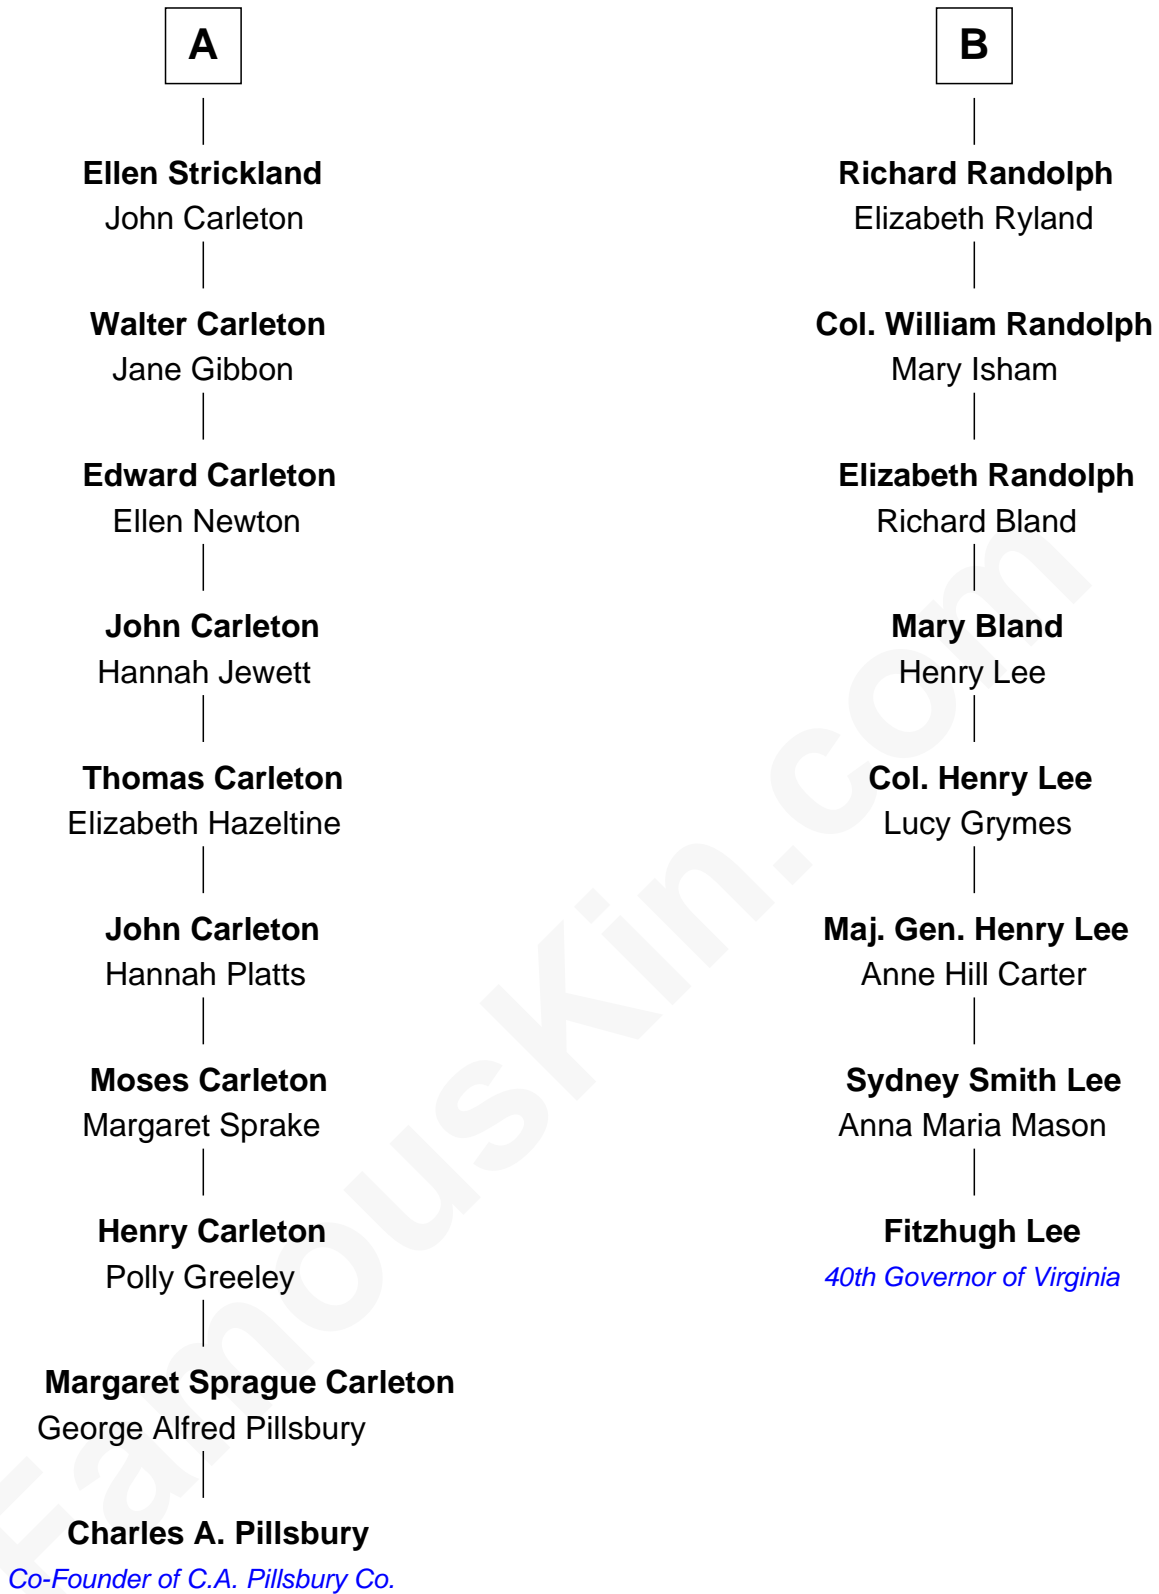 A
Ellen Strickland
John Carleton
Walter Carleton
Jane Gibbon
Edward Carleton
Ellen Newton
John Carleton
Hannah Jewett
Thomas Carleton
Elizabeth Hazeltine
John Carleton
Hannah Platts
Moses Carleton
Margaret Sprake
Henry Carleton
Polly Greeley
Margaret Sprague Carleton
George Alfred Pillsbury
Charles A. Pillsbury
Co-Founder of C.A. Pillsbury Co.
B
Richard Randolph
Elizabeth Ryland
Col. William Randolph
Mary Isham
Elizabeth Randolph
Richard Bland
Mary Bland
Henry Lee
Col. Henry Lee
Lucy Grymes
Maj. Gen. Henry Lee
Anne Hill Carter
Sydney Smith Lee
Anna Maria Mason
Fitzhugh Lee
40th Governor of Virginia
FamousKin.com